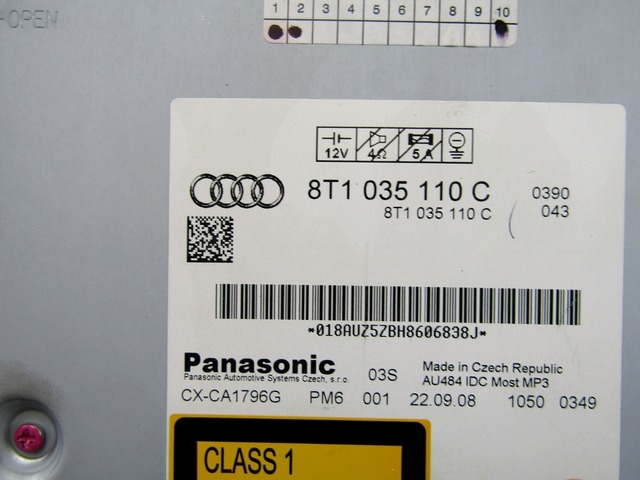 -OPEN
1 2 3 4 5 6 7 8 9 10
12V 4Ω 5A
8T1 035 110 C 0390
8T1 035 110 C 043
*018AUZ5ZBH8606838J*
Panasonic
Panasonic Automotive Systems Czech, s.r.o.
03S
Made in Czech Republic
AU484 IDC Most MP3
CX-CA1796G PM6 001 22.09.08 1050 0349
CLASS 1